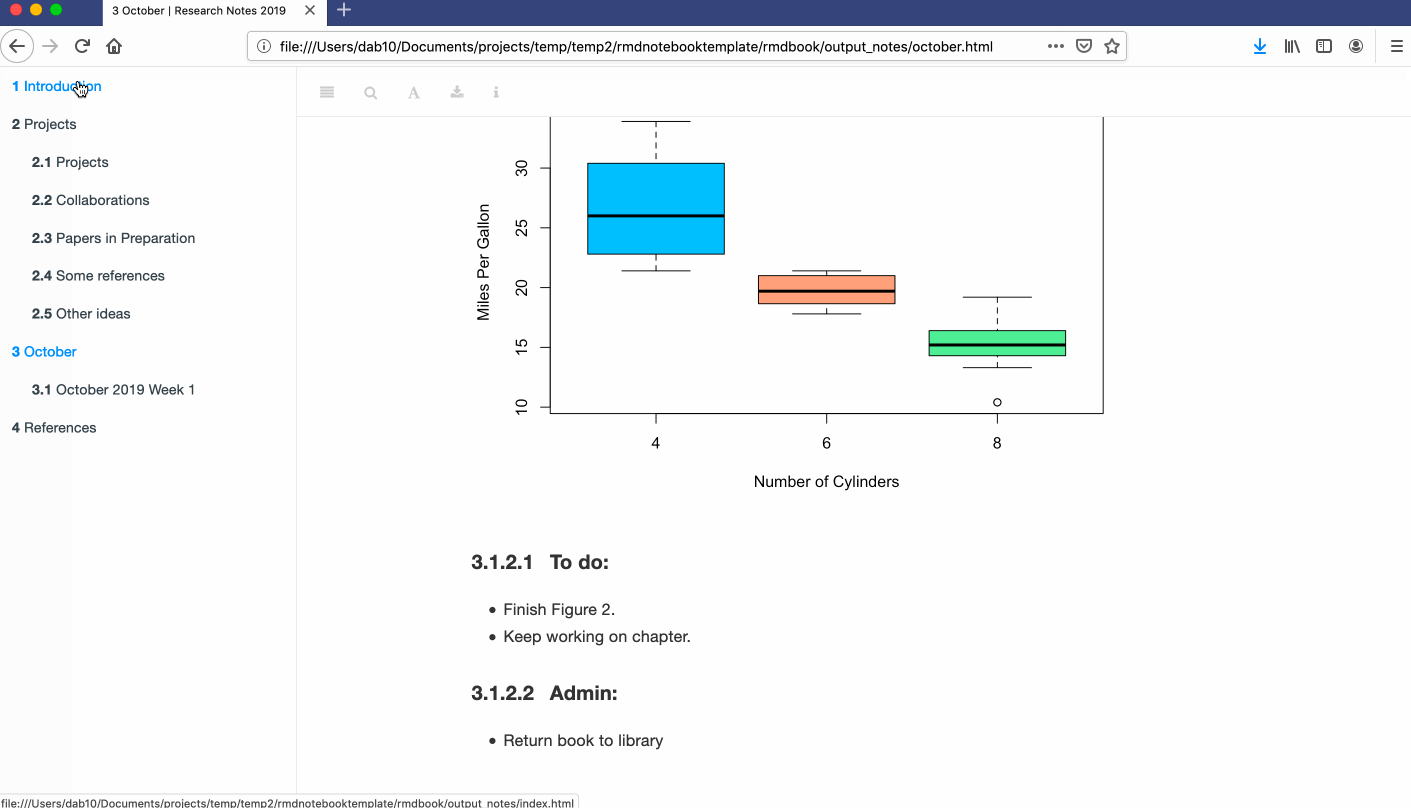 3 October | Research Notes 2019
file:///Users/dab10/Documents/projects/temp/temp2/rmdnotebooktemplate/rmdbook/output_notes/october.html
1 Introduction
2 Projects
2.1 Projects
2.2 Collaborations
2.3 Papers in Preparation
2.4 Some references
2.5 Other ideas
3 October
3.1 October 2019 Week 1
4 References
A
i
Miles Per Gallon
30
25
20
15
10
4 6 8
Number of Cylinders
3.1.2.1 To do:
• Finish Figure 2.
• Keep working on chapter.
3.1.2.2 Admin:
• Return book to library
file:///Users/dab10/Documents/projects/temp/temp2/rmdnotebooktemplate/rmdbook/output_notes/index.html